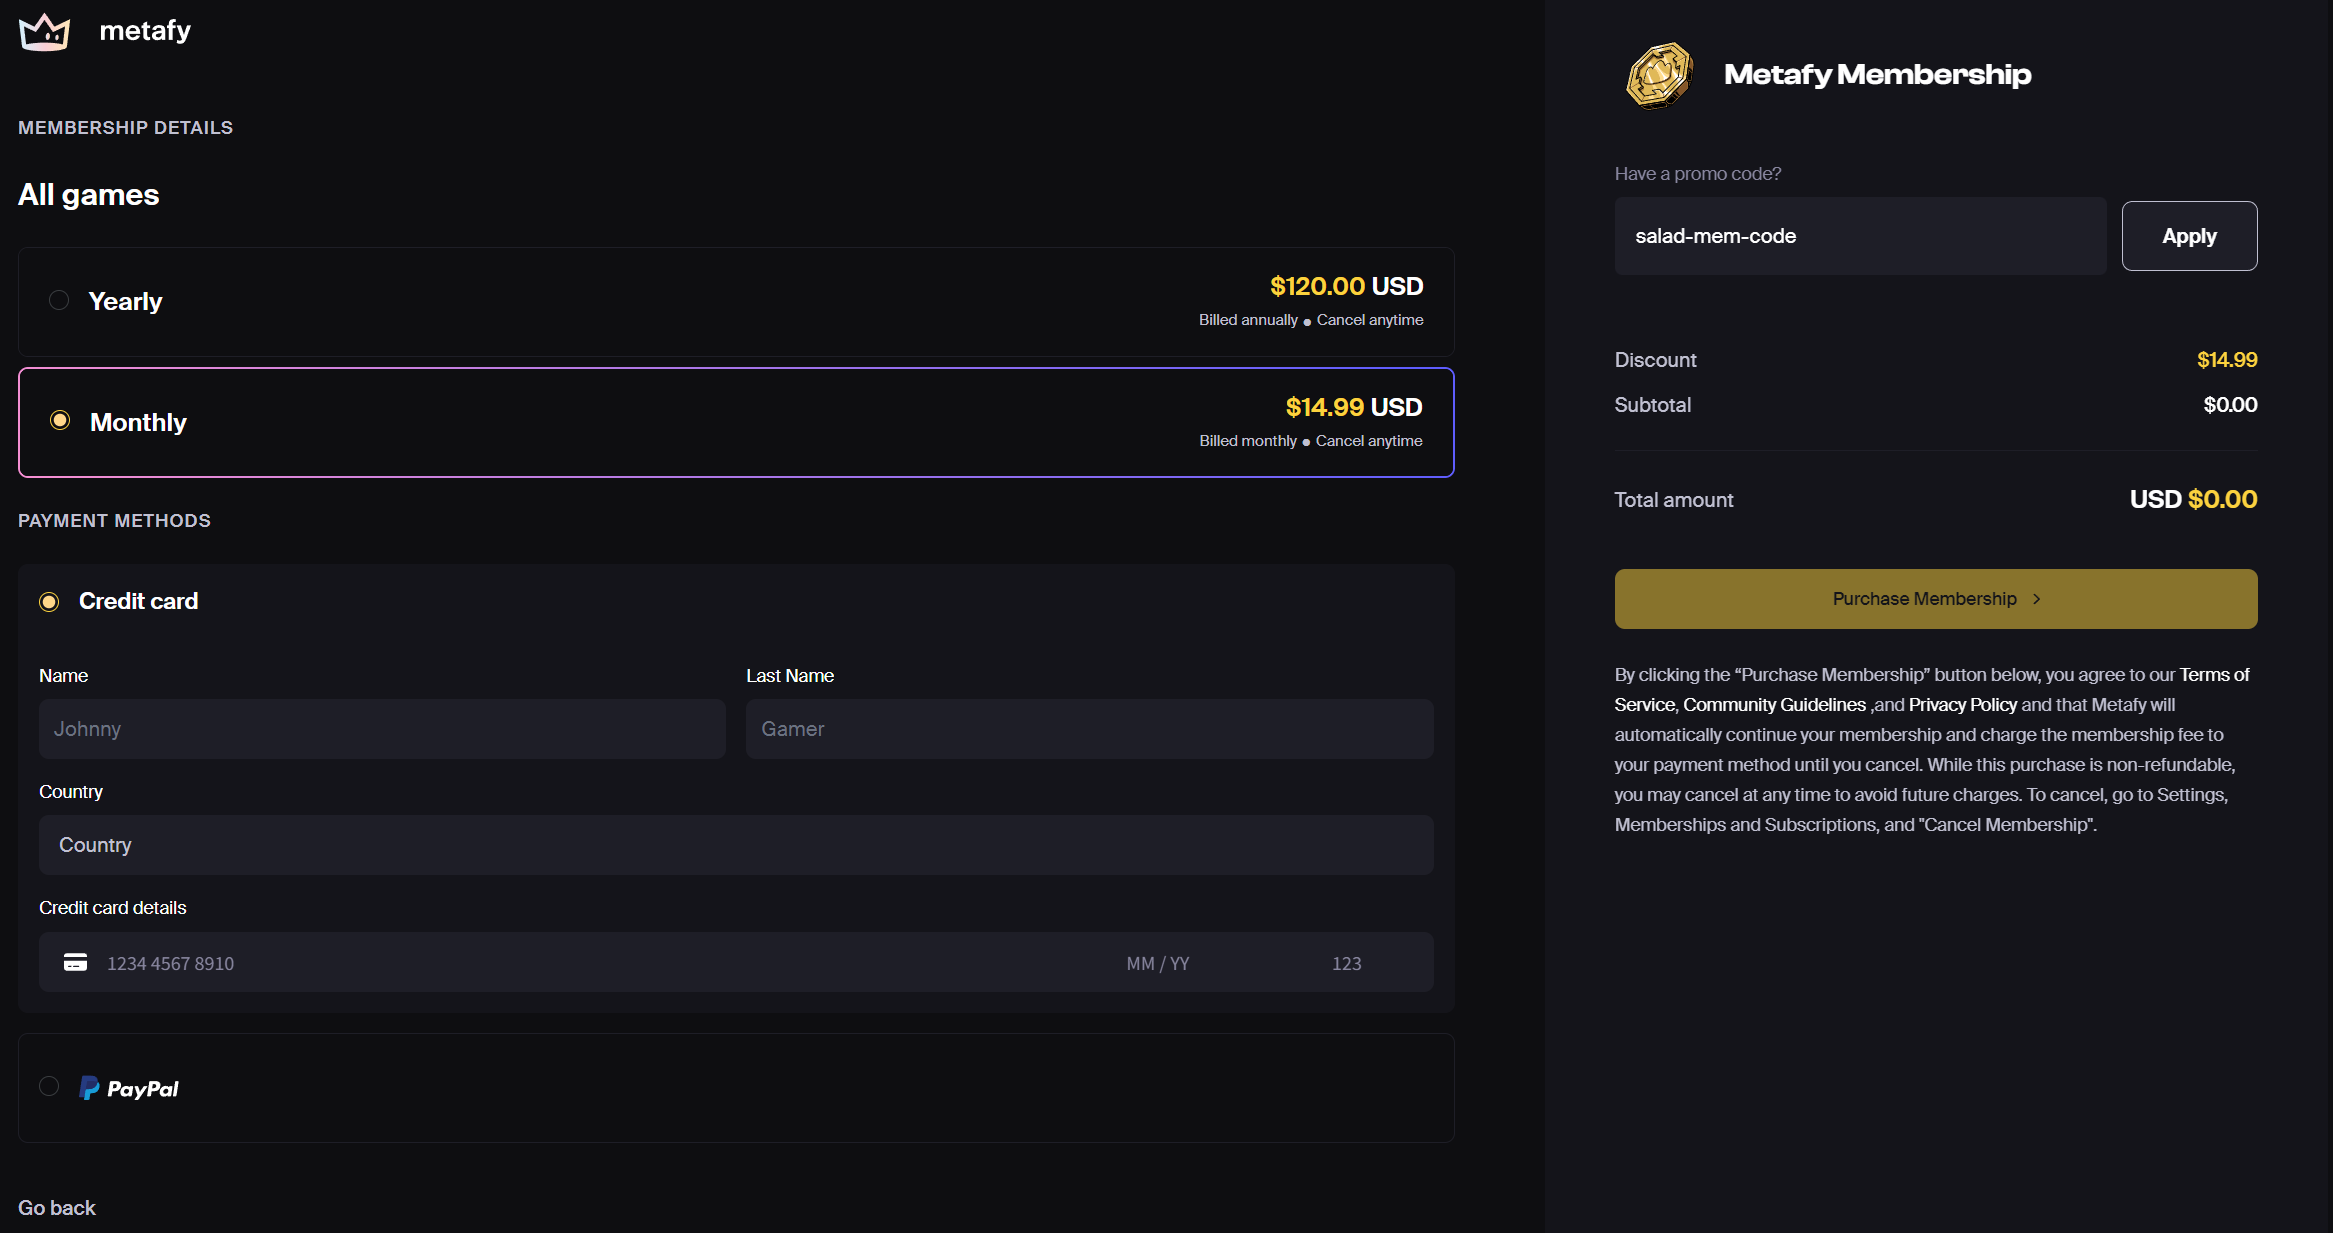 metafy
MEMBERSHIP DETAILS
All games
Yearly
$120.00 USD
Billed annually ● Cancel anytime
Monthly
$14.99 USD
Billed monthly ● Cancel anytime
PAYMENT METHODS
Credit card
Name
Last Name
Johnny
Gamer
Country
Country
Credit card details
1234 4567 8910
MM / YY
123
PayPal
Go back
Metafy Membership
Have a promo code?
salad-mem-code
Apply
Discount
$14.99
Subtotal
$0.00
Total amount
USD $0.00
Purchase Membership >
By clicking the “Purchase Membership” button below, you agree to our Terms of
Service, Community Guidelines ,and Privacy Policy and that Metafy will
automatically continue your membership and charge the membership fee to
your payment method until you cancel. While this purchase is non-refundable,
you may cancel at any time to avoid future charges. To cancel, go to Settings,
Memberships and Subscriptions, and "Cancel Membership".